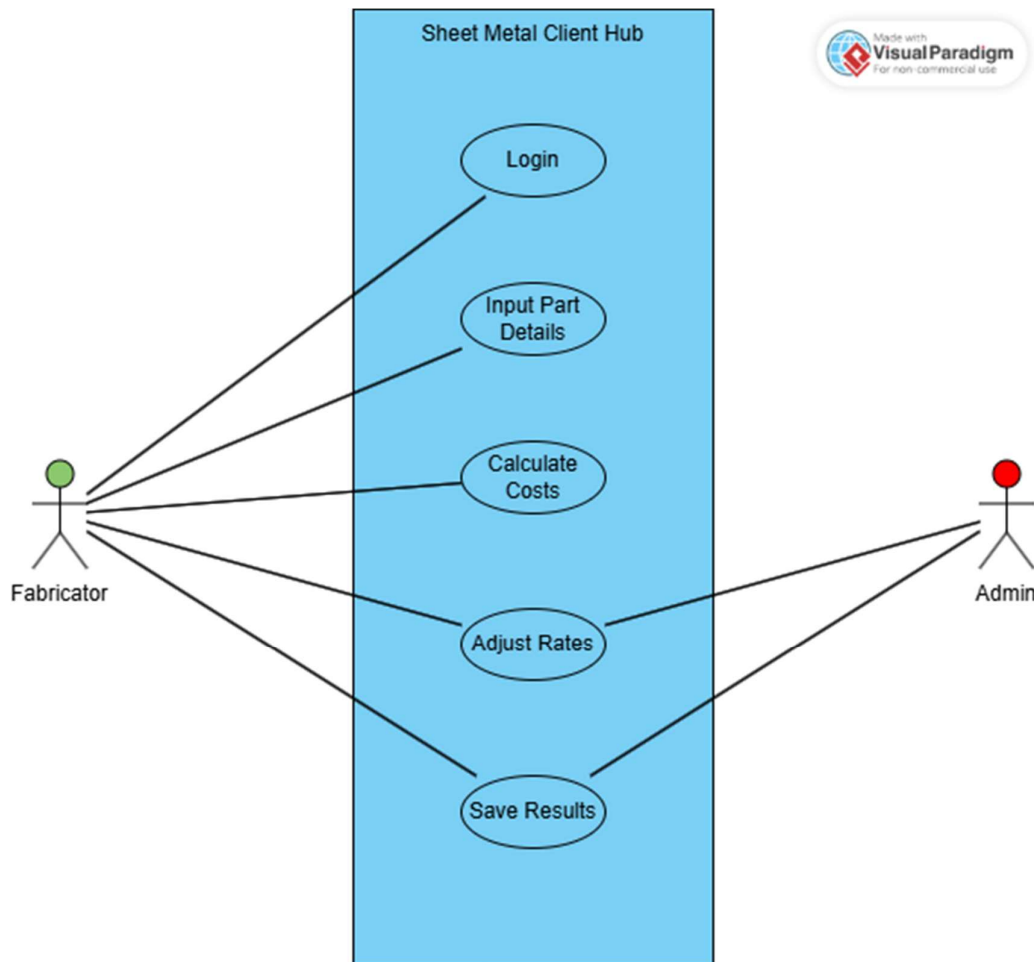 Sheet Metal Client Hub
Made with
Visual Paradigm
For non-commercial use
Login
Input Part
Details
Calculate
Costs
Fabricator
Admin
Adjust Rates
Save Results